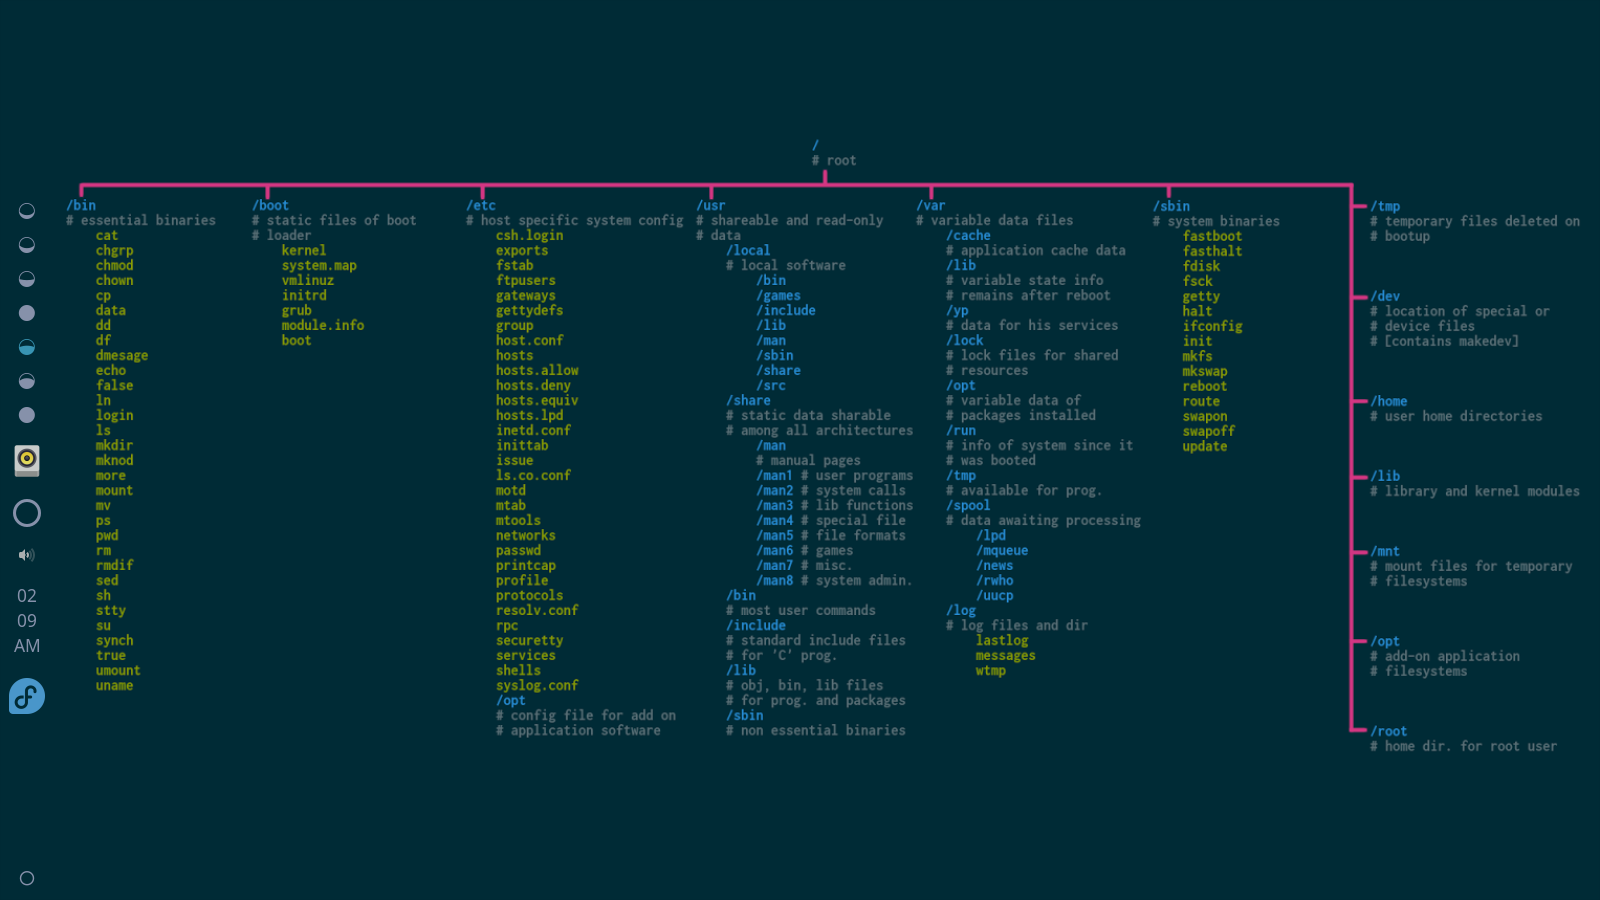 /
# root
/bin
# essential binaries
cat
chgrp
chmod
chown
cp
data
dd
df
dmesage
echo
false
ln
login
ls
mkdir
mknod
more
mount
mv
ps
pwd
rm
rmdif
sed
sh
stty
su
synch
true
umount
uname
/boot
# static files of boot
# loader
kernel
system.map
vmlinuz
initrd
grub
module.info
boot
/etc
# host specific system config
csh.login
exports
fstab
ftpusers
gateways
gettydefs
group
host.conf
hosts
hosts.allow
hosts.deny
hosts.equiv
hosts.lpd
inetd.conf
inittab
issue
ls.co.conf
motd
mtab
mtools
networks
passwd
printcap
profile
protocols
resolv.conf
rpc
securetty
services
shells
syslog.conf
/opt
# config file for add on
# application software
/usr
# shareable and read-only
# data
/local
# local software
/bin
/games
/include
/lib
/man
/sbin
/share
/src
/share
# static data sharable
# among all architectures
/man
# manual pages
/man1 # user programs
/man2 # system calls
/man3 # lib functions
/man4 # special file
/man5 # file formats
/man6 # games
/man7 # misc.
/man8 # system admin.
/bin
# most user commands
/include
# standard include files
# for 'C' prog.
/lib
# obj, bin, lib files
# for prog. and packages
/sbin
# non essential binaries
/var
# variable data files
/cache
# application cache data
/lib
# variable state info
# remains after reboot
/yp
# data for his services
/lock
# lock files for shared
# resources
/opt
# variable data of
# packages installed
/run
# info of system since it
# was booted
/tmp
# available for prog.
/spool
# data awaiting processing
/lpd
/mqueue
/news
/rwho
/uucp
/log
# log files and dir
lastlog
messages
wtmp
/sbin
# system binaries
fastboot
fasthalt
fdisk
fsck
getty
halt
ifconfig
init
mkfs
mkswap
reboot
route
swapon
swapoff
update
/tmp
# temporary files deleted on
# bootup
/dev
# location of special or
# device files
# [contains makedev]
/home
# user home directories
/lib
# library and kernel modules
/mnt
# mount files for temporary
# filesystems
/opt
# add-on application
# filesystems
/root
# home dir. for root user
02
09
AM